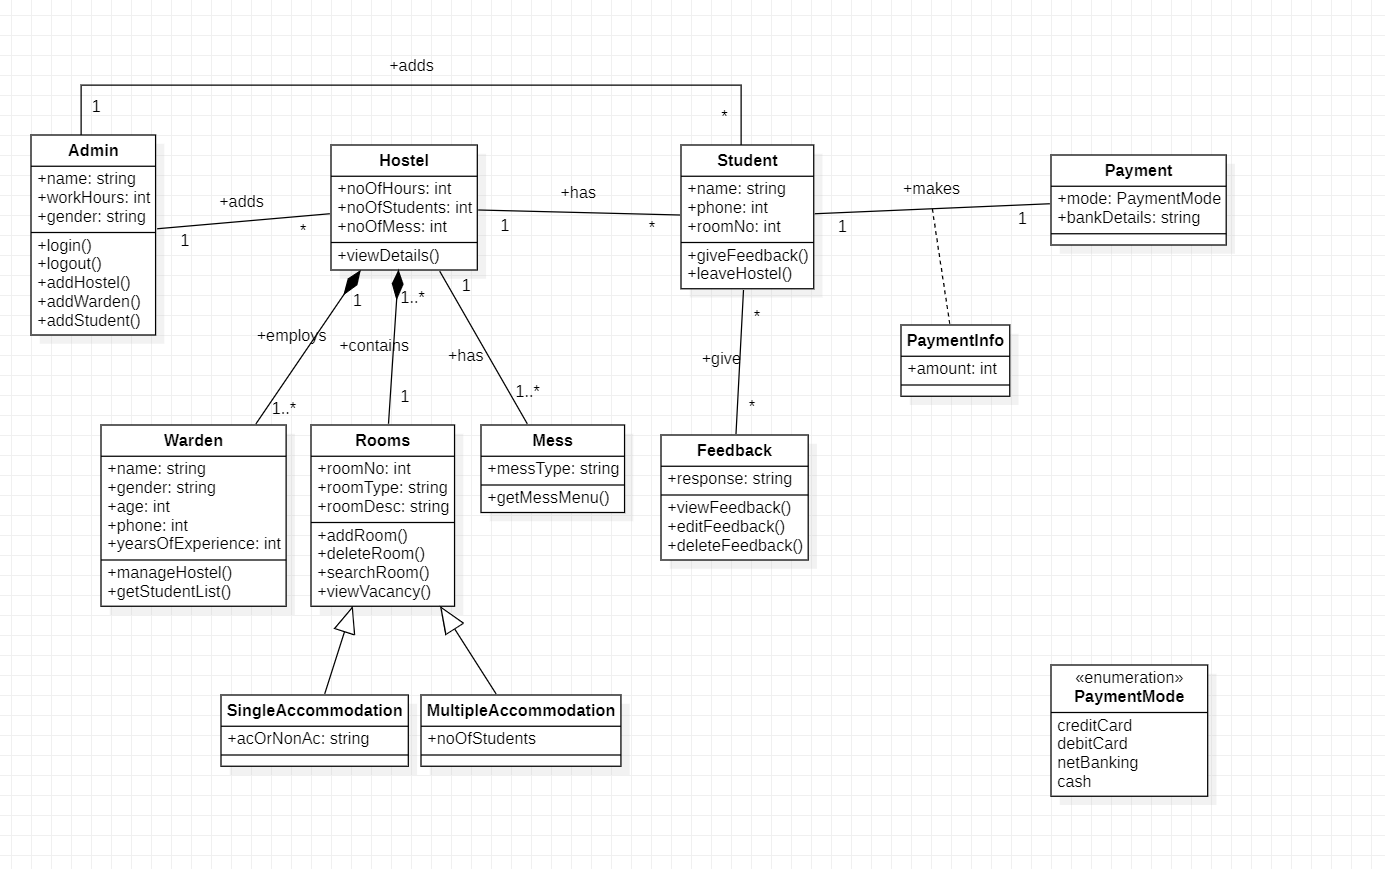 +adds
1
*
Admin
+name: string
+workHours: int
+gender: string
+login()
+logout()
+addHostel()
+addWarden()
+addStudent()
+adds
1
*
Hostel
+noOfHours: int
+noOfStudents: int
+noOfMess: int
+viewDetails()
+has
1
*
Student
+name: string
+phone: int
+roomNo: int
+giveFeedback()
+leaveHostel()
+makes
1
1
Payment
+mode: PaymentMode
+bankDetails: string
PaymentInfo
+amount: int
1
+employs
1..*
1..*
+contains
1
1
+has
1..*
*
+give
*
Warden
+name: string
+gender: string
+age: int
+phone: int
+yearsOfExperience: int
+manageHostel()
+getStudentList()
Rooms
+roomNo: int
+roomType: string
+roomDesc: string
+addRoom()
+deleteRoom()
+searchRoom()
+viewVacancy()
Mess
+messType: string
+getMessMenu()
Feedback
+response: string
+viewFeedback()
+editFeedback()
+deleteFeedback()
SingleAccommodation
+acOrNonAc: string
MultipleAccommodation
+noOfStudents
«enumeration»
PaymentMode
creditCard
debitCard
netBanking
cash